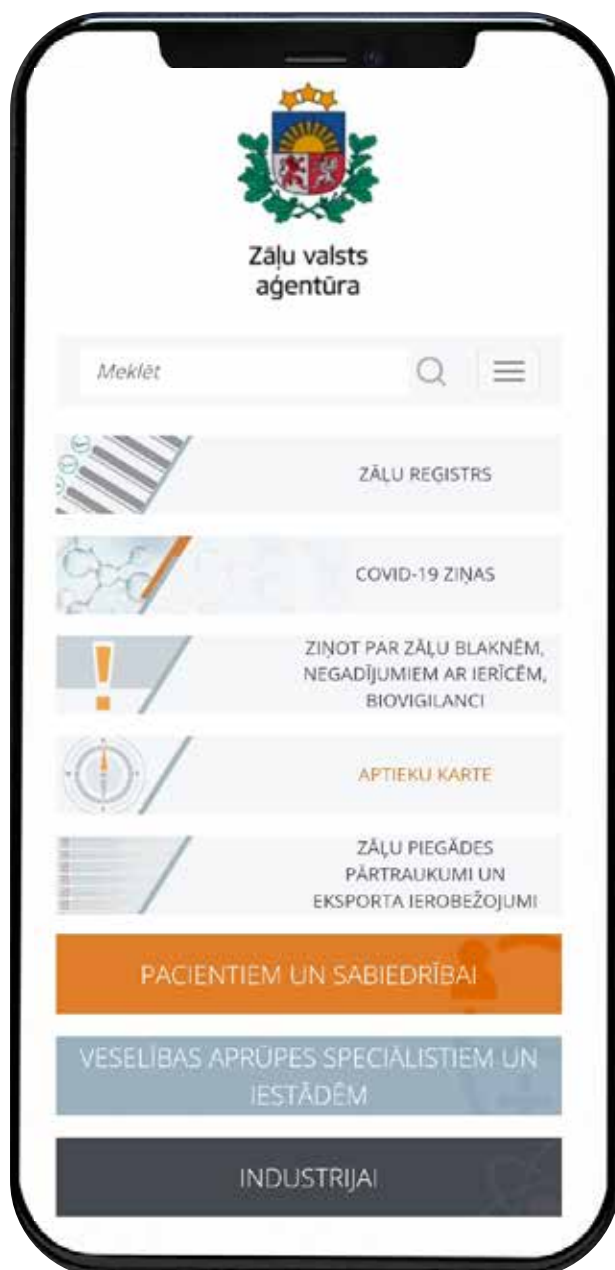 Zāļu valsts
aģentūra
Meklēt
ZĀĻU REĢISTRS
COVID-19 ZIŅAS
ZIŅOT PAR ZĀĻU BLAKNĒM,
NEGADĪJUMIEM AR IERĪCĒM,
BIOVIGILANCI
APTIEKU KARTE
ZĀĻU PIEGĀDES
PĀRTRAUKUMI UN
EKSPORTA IEROBEŽOJUMI
PACIENTIEM UN SABIEDRĪBAI
VESELĪBAS APRŪPES SPECIĀLISTIEM UN
IESTĀDĒM
INDUSTRIJAI